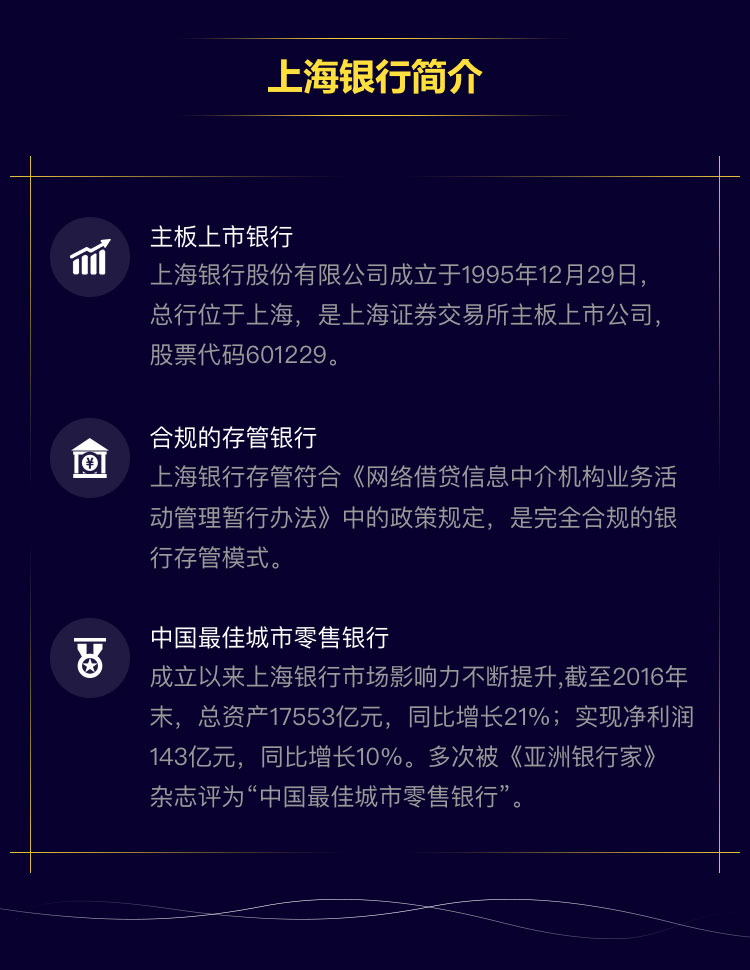 上海银行简介
主板上市银行
上海银行股份有限公司成立于1995年12月29日，
总行位于上海，是上海证券交易所主板上市公司，
股票代码601229。
合规的存管银行
上海银行存管符合《网络借贷信息中介机构业务活
动管理暂行办法》中的政策规定，是完全合规的银
行存管模式。
中国最佳城市零售银行
成立以来上海银行市场影响力不断提升,截至2016年
末，总资产17553亿元，同比增长21%；实现净利润
143亿元，同比增长10%。多次被《亚洲银行家》
杂志评为“中国最佳城市零售银行”。